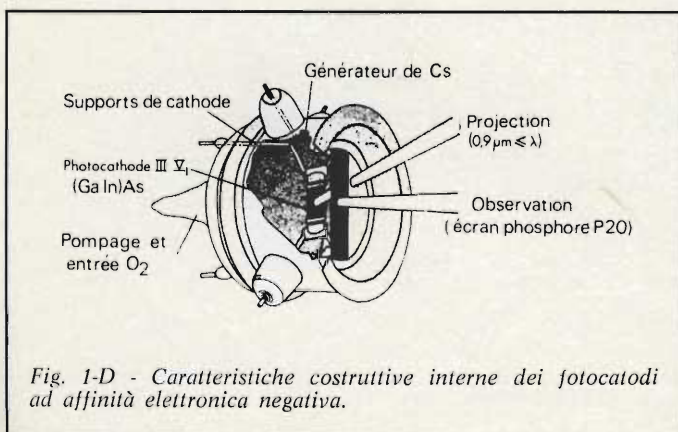 Générateur de Cs
Supports de cathode
Projection
(0,9 µm ⩽ λ)
Photocathode III V
(Ga In)As
Observation
(écran phosphore P20)
Pompage et
entrée O2
Fig. 1-D - Caratteristiche costruttive interne dei fotocatodi
ad affinità elettronica negativa.